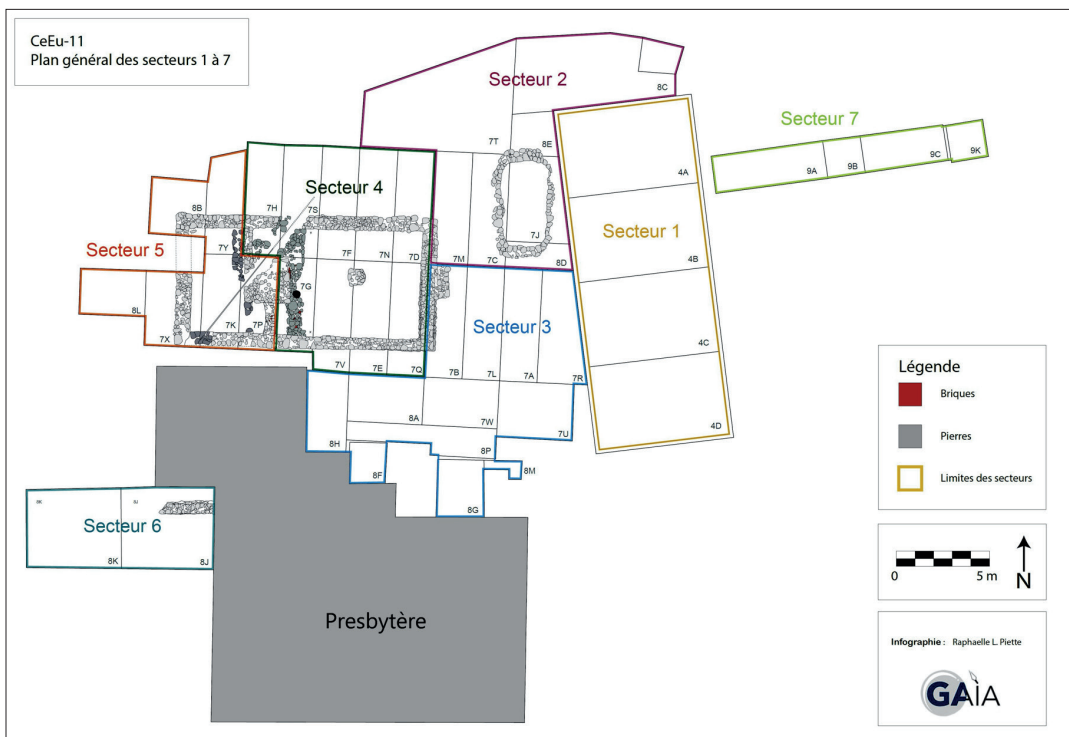 CeEu-11
Plan général des secteurs 1 à 7
Secteur 2
8C
Secteur 7
7T
8E
9A
9B
9C
9K
4A
Secteur 4
8B
7H
7S
Secteur 1
7J
7Y
7F
7N
7D
7M
7C
8D
Secteur 5
4B
7G
8L
7K
7P
Secteur 3
7X
4C
7V
7E
7Q
7B
7L
7A
7R
Légende
Briques
Pierres
Limites des secteurs
8A
7W
7U
4D
8H
8P
8F
8M
8G
Secteur 6
8K
8J
0
5 m
N
Presbytère
Infographie : Raphaelle L. Piette
GAÏA